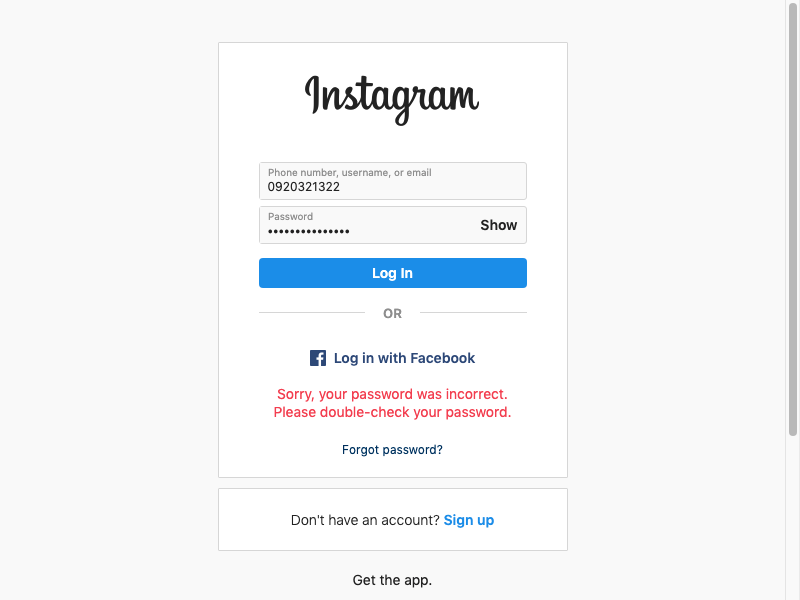 Instagram
Phone number, username, or email
0920321322
Password
•••••••••••••••
Show
Log In
OR
Log in with Facebook
Sorry, your password was incorrect.
Please double-check your password.
Forgot password?
Don't have an account? Sign up
Get the app.